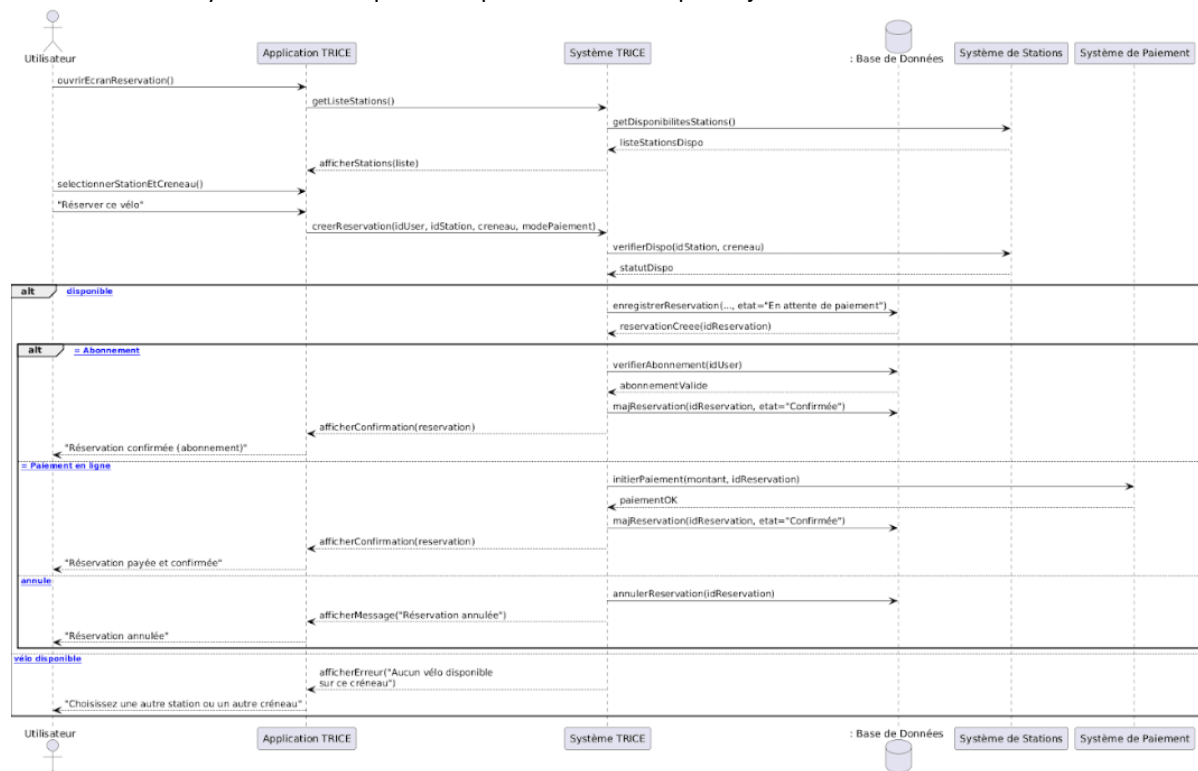 Utilisateur
Application TRICE
Système TRICE
: Base de Données
Système de Stations
Système de Paiement
ouvrirEcranReservation()
getListeStations()
getDisponibilitesStations()
listeStationsDispo
afficherStations(liste)
selectionnerStationEtCreneau()
"Réserver ce vélo"
creerReservation(idUser, idStation, creneau, modePaiement)
verifierDispo(idStation, creneau)
statutDispo
alt
disponible
enregistrerReservation(..., etat="En attente de paiement")
reservationCreee(idReservation)
alt
= Abonnement
verifierAbonnement(idUser)
abonnementValide
majReservation(idReservation, etat="Confirmée")
afficherConfirmation(reservation)
"Réservation confirmée (abonnement)"
= Paiement en ligne
initierPaiement(montant, idReservation)
paiementOK
majReservation(idReservation, etat="Confirmée")
afficherConfirmation(reservation)
"Réservation payée et confirmée"
annule
annulerReservation(idReservation)
afficherMessage("Réservation annulée")
"Réservation annulée"
vélo disponible
afficherErreur("Aucun vélo disponible
sur ce créneau")
"Choisissez une autre station ou un autre créneau"
Utilisateur
Application TRICE
Système TRICE
: Base de Données
Système de Stations
Système de Paiement